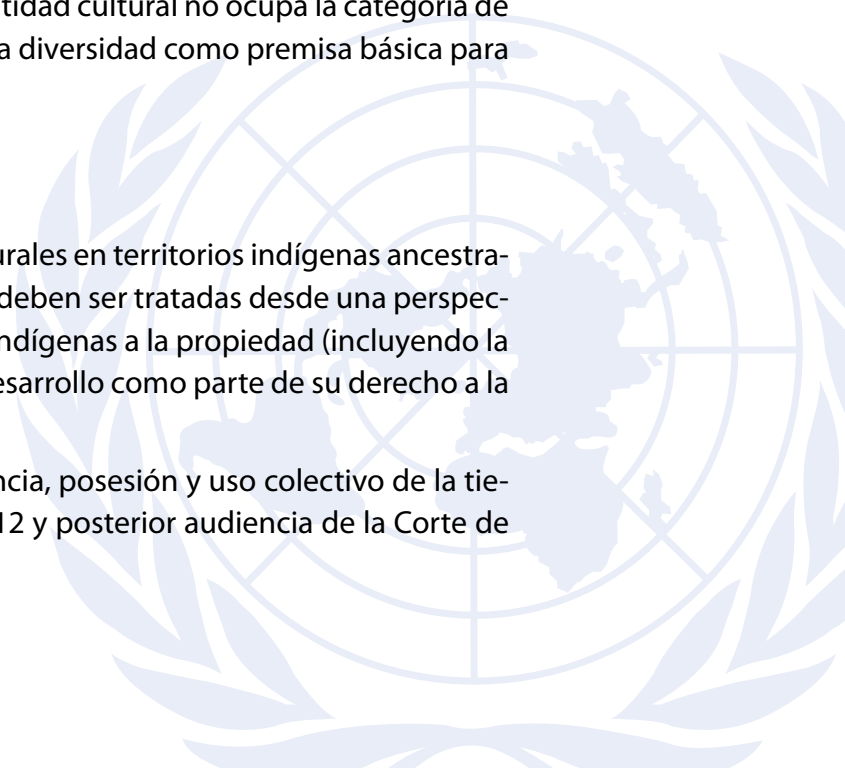 tidad cultural no ocupa la categoría de
a diversidad como premisa básica para
urales en territorios indígenas ancestra-
deben ser tratadas desde una perspec-
ndígenas a la propiedad (incluyendo la
esarrollo como parte de su derecho a la
ncia, posesión y uso colectivo de la tie-
12 y posterior audiencia de la Corte de